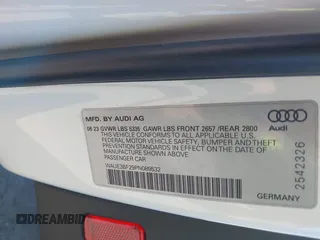 MFD. BY AUDI AG
06 23 GVWR LBS 5335 GAWR LBS FRONT 2657 /REAR 2800
THIS VEHICLE CONFORMS TO ALL APPLICABLE U.S.
FEDERAL MOTOR VEHICLE SAFETY, BUMPER AND THEFT
PREVENTION STANDARDS IN EFFECT ON THE DATE OF
MANUFACTURE SHOWN ABOVE
PASSENGER CAR
WAUE3BF29PN089532
GERMANY
Audi
2542326
DREAMBID